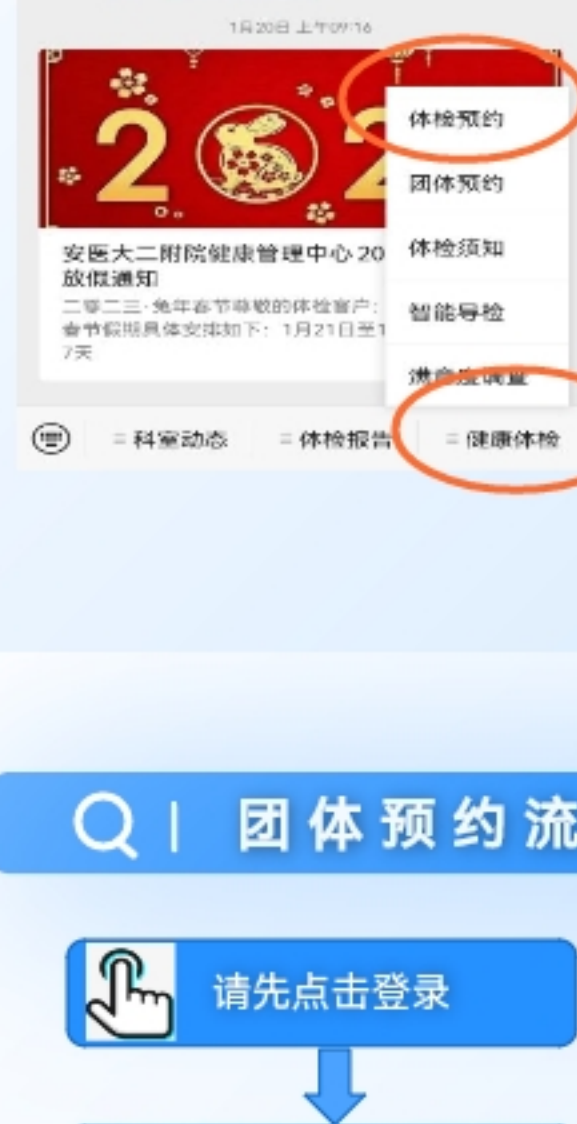 1月20日 上午09:16
202
体检预约
团体预约
体检须知
智能导检
满意度调查
安医大二附院健康管理中心 20
放假通知
二零二三·兔年春节尊敬的体检客户：
春节假期具体安排如下：1月21日至1
7天
科室动态
体检报告
健康体检
团体预约流
请先点击登录